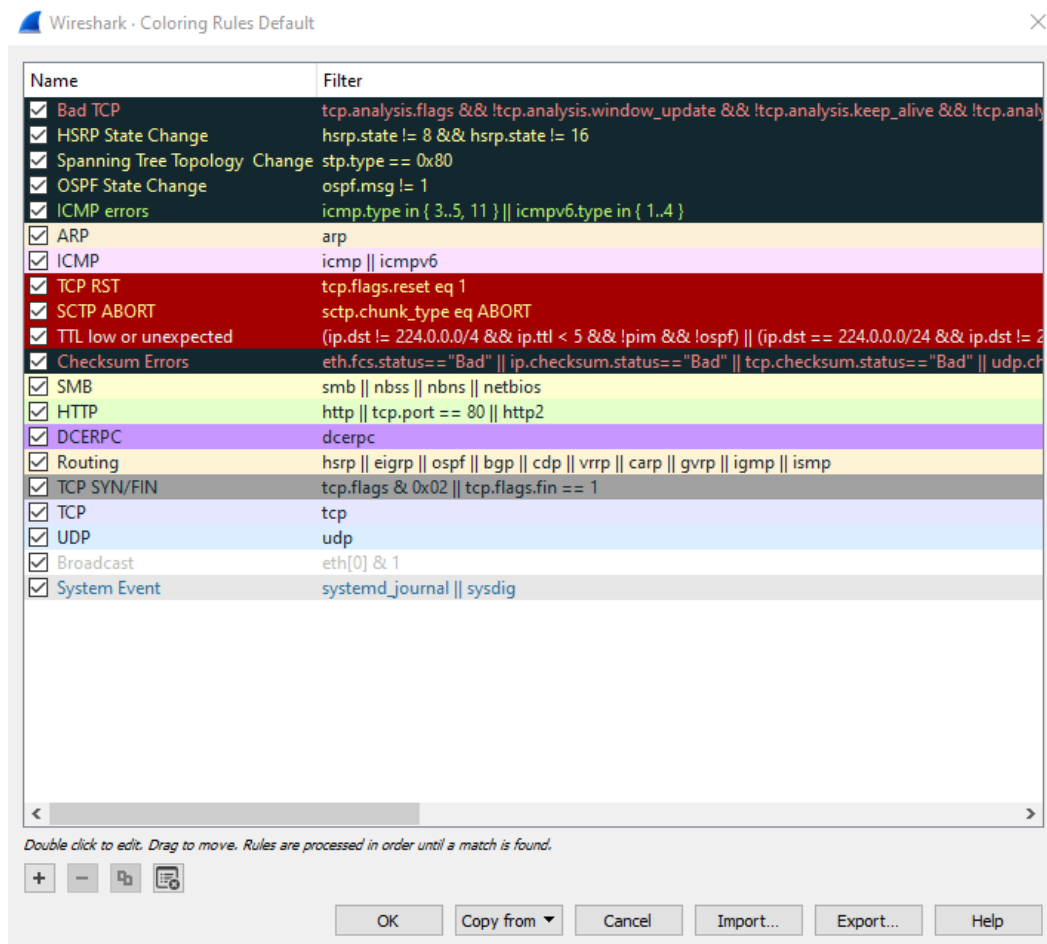 Wireshark · Coloring Rules Default
Name Filter
Bad TCP tcp.analysis.flags && !tcp.analysis.window_update && !tcp.analysis.keep_alive && !tcp.analy
HSRP State Change hsrp.state != 8 && hsrp.state != 16
Spanning Tree Topology  Change stp.type == 0x80
OSPF State Change ospf.msg != 1
ICMP errors icmp.type in { 3..5, 11 } || icmpv6.type in { 1..4 }
ARP arp
ICMP icmp || icmpv6
TCP RST tcp.flags.reset eq 1
SCTP ABORT sctp.chunk_type eq ABORT
TTL low or unexpected (ip.dst != 224.0.0.0/4 && ip.ttl < 5 && !pim && !ospf) || (ip.dst == 224.0.0.0/24 && ip.dst != 2
Checksum Errors eth.fcs.status=="Bad" || ip.checksum.status=="Bad" || tcp.checksum.status=="Bad" || udp.ch
SMB smb || nbss || nbns || netbios
HTTP http || tcp.port == 80 || http2
DCERPC dcerpc
Routing hsrp || eigrp || ospf || bgp || cdp || vrrp || carp || gvrp || igmp || ismp
TCP SYN/FIN tcp.flags & 0x02 || tcp.flags.fin == 1
TCP tcp
UDP udp
Broadcast eth[0] & 1
System Event systemd_journal || sysdig
Double click to edit. Drag to move. Rules are processed in order until a match is found.
OK Copy from Cancel Import... Export... Help